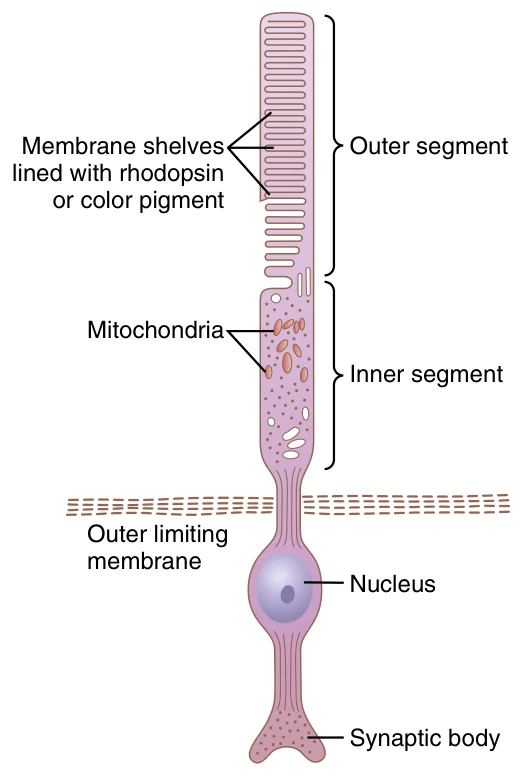 Membrane shelves
lined with rhodopsin
or color pigment
Outer segment
Mitochondria
Inner segment
Outer limiting
membrane
Nucleus
Synaptic body